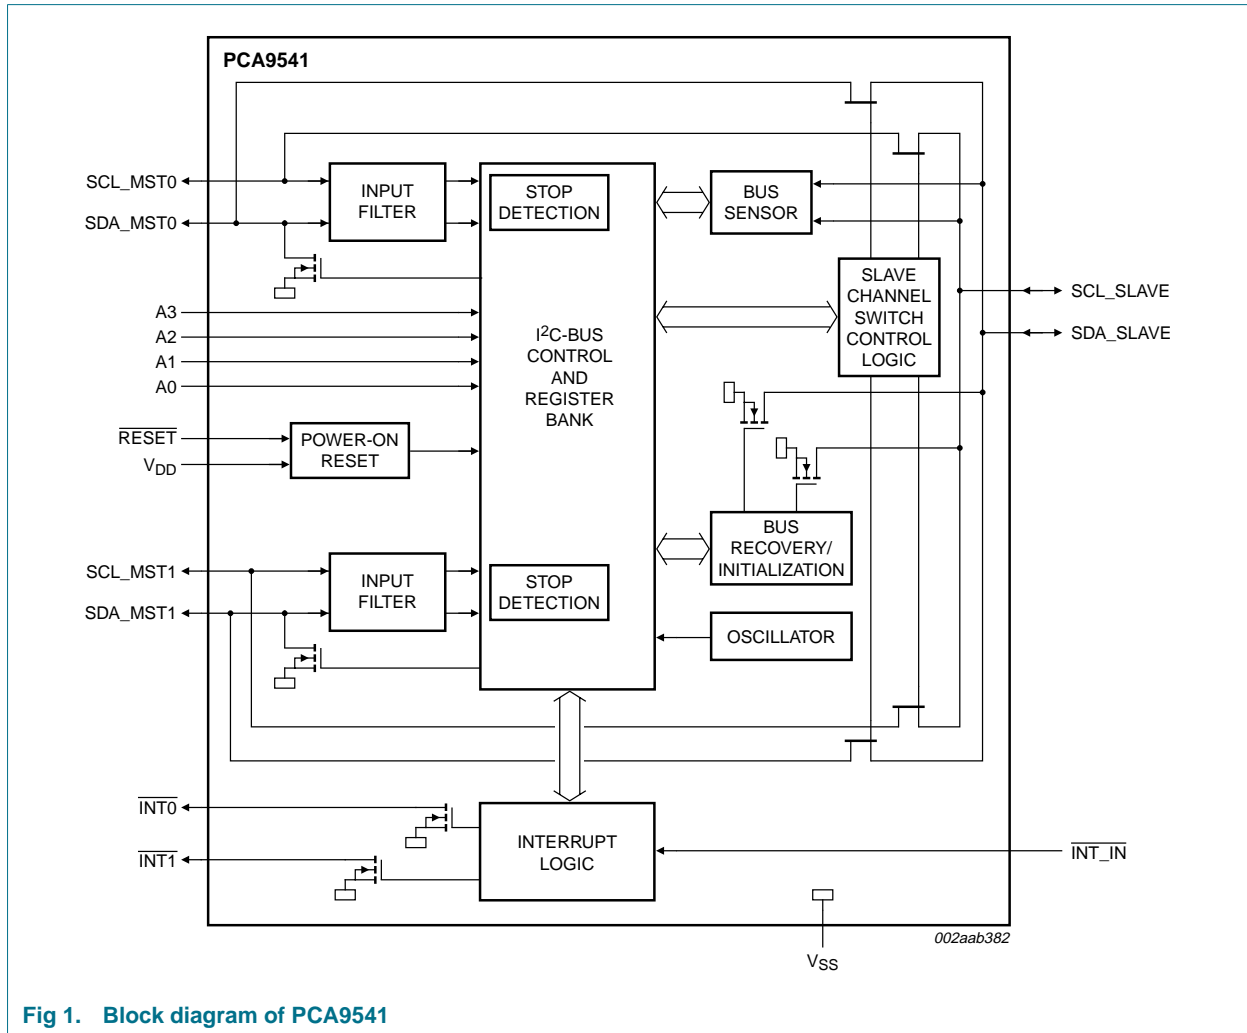 PCA9541
SCL_MST0
SDA_MST0
INPUT
FILTER
STOP
DETECTION
BUS
SENSOR
A3
A2
A1
A0
I2C-BUS
CONTROL
AND
REGISTER
BANK
SLAVE
CHANNEL
SWITCH
CONTROL
LOGIC
SCL_SLAVE
SDA_SLAVE
RESET
VDD
POWER-ON
RESET
BUS
RECOVERY/
INITIALIZATION
SCL_MST1
SDA_MST1
INPUT
FILTER
STOP
DETECTION
OSCILLATOR
INT0
INT1
INTERRUPT
LOGIC
INT_IN
VSS
002aab382
Fig 1. Block diagram of PCA9541